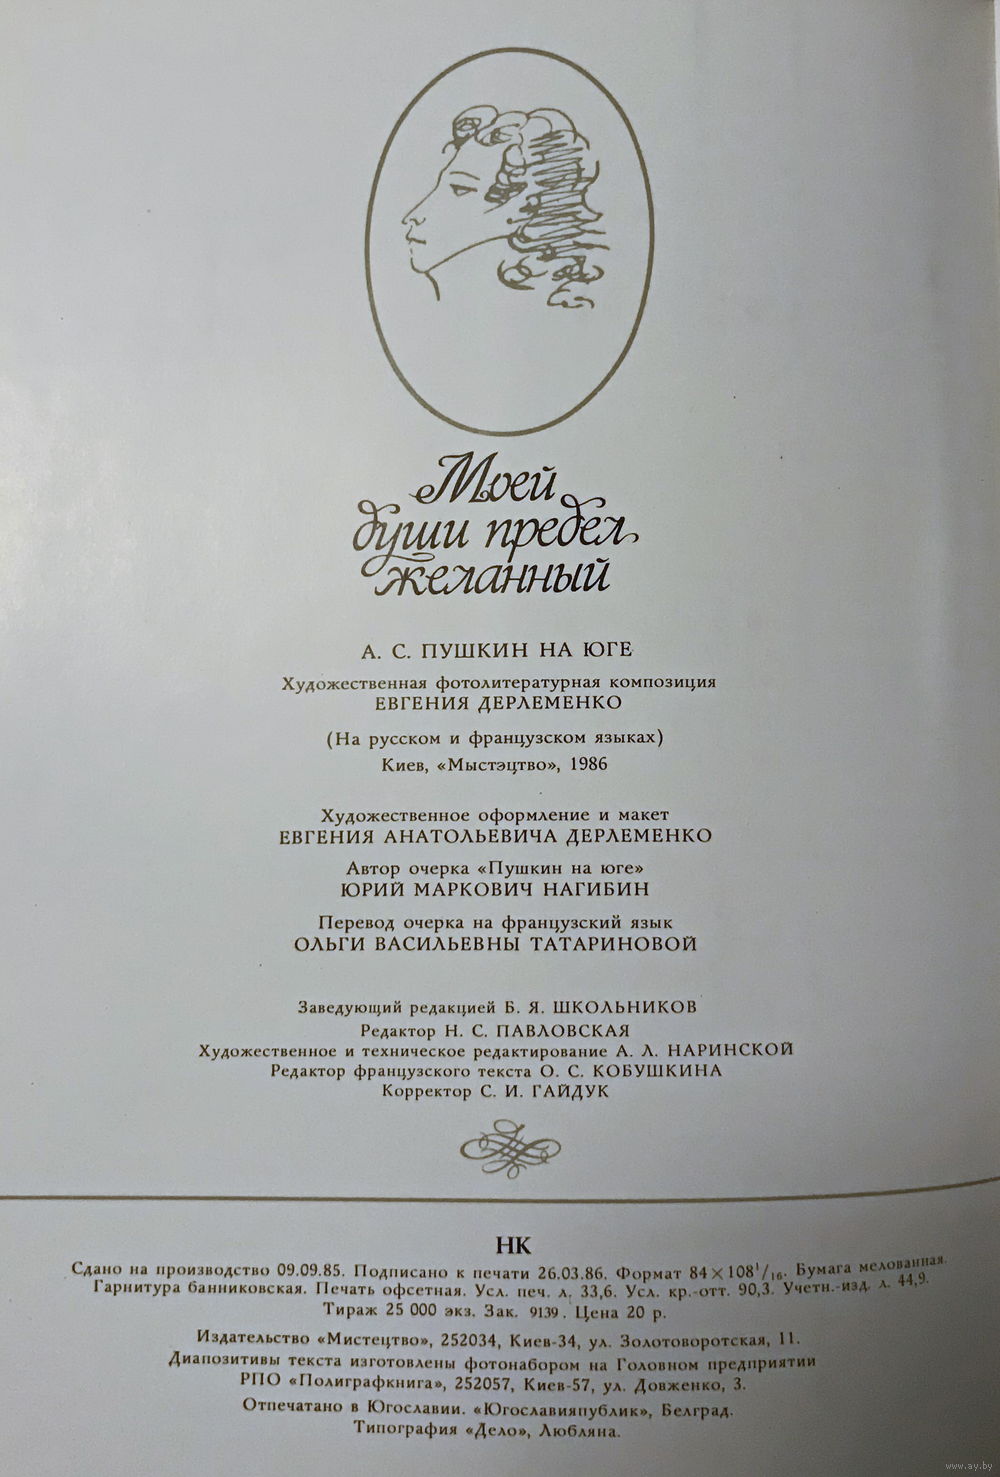 Моей
души предел
желанный
А. С. ПУШКИН НА ЮГЕ
Художественная фотолитературная композиция
ЕВГЕНИЯ ДЕРЛЕМЕНКО
(На русском и французском языках)
Киев, «Мыстэцтво», 1986
Художественное оформление и макет
ЕВГЕНИЯ АНАТОЛЬЕВИЧА ДЕРЛЕМЕНКО
Автор очерка «Пушкин на юге»
ЮРИЙ МАРКОВИЧ НАГИБИН
Перевод очерка на французский язык
ОЛЬГИ ВАСИЛЬЕВНЫ ТАТАРИНОВОЙ
Заведующий редакцией Б. Я. ШКОЛЬНИКОВ
Редактор Н. С. ПАВЛОВСКАЯ
Художественное и техническое редактирование А. Л. НАРИНСКОЙ
Редактор французского текста О. С. КОБУШКИНА
Корректор С. И. ГАЙДУК
НК
Сдано на производство 09.09.85. Подписано к печати 26.03.86. Формат 84×108¹/₁₆. Бумага мелованная.
Гарнитура банниковская. Печать офсетная. Усл. печ. л. 33,6. Усл. кр.-отт. 90,3. Учетн.-изд. л. 44,9.
Тираж 25 000 экз. Зак. 9139. Цена 20 р.
Издательство «Мистецтво», 252034, Киев-34, ул. Золотоворотская, 11.
Диапозитивы текста изготовлены фотонабором на Головном предприятии
РПО «Полиграфкнига», 252057, Киев-57, ул. Довженко, 3.
Отпечатано в Югославии. «Югославияпублик», Белград.
Типография «Дело», Любляна.
www.ay.by